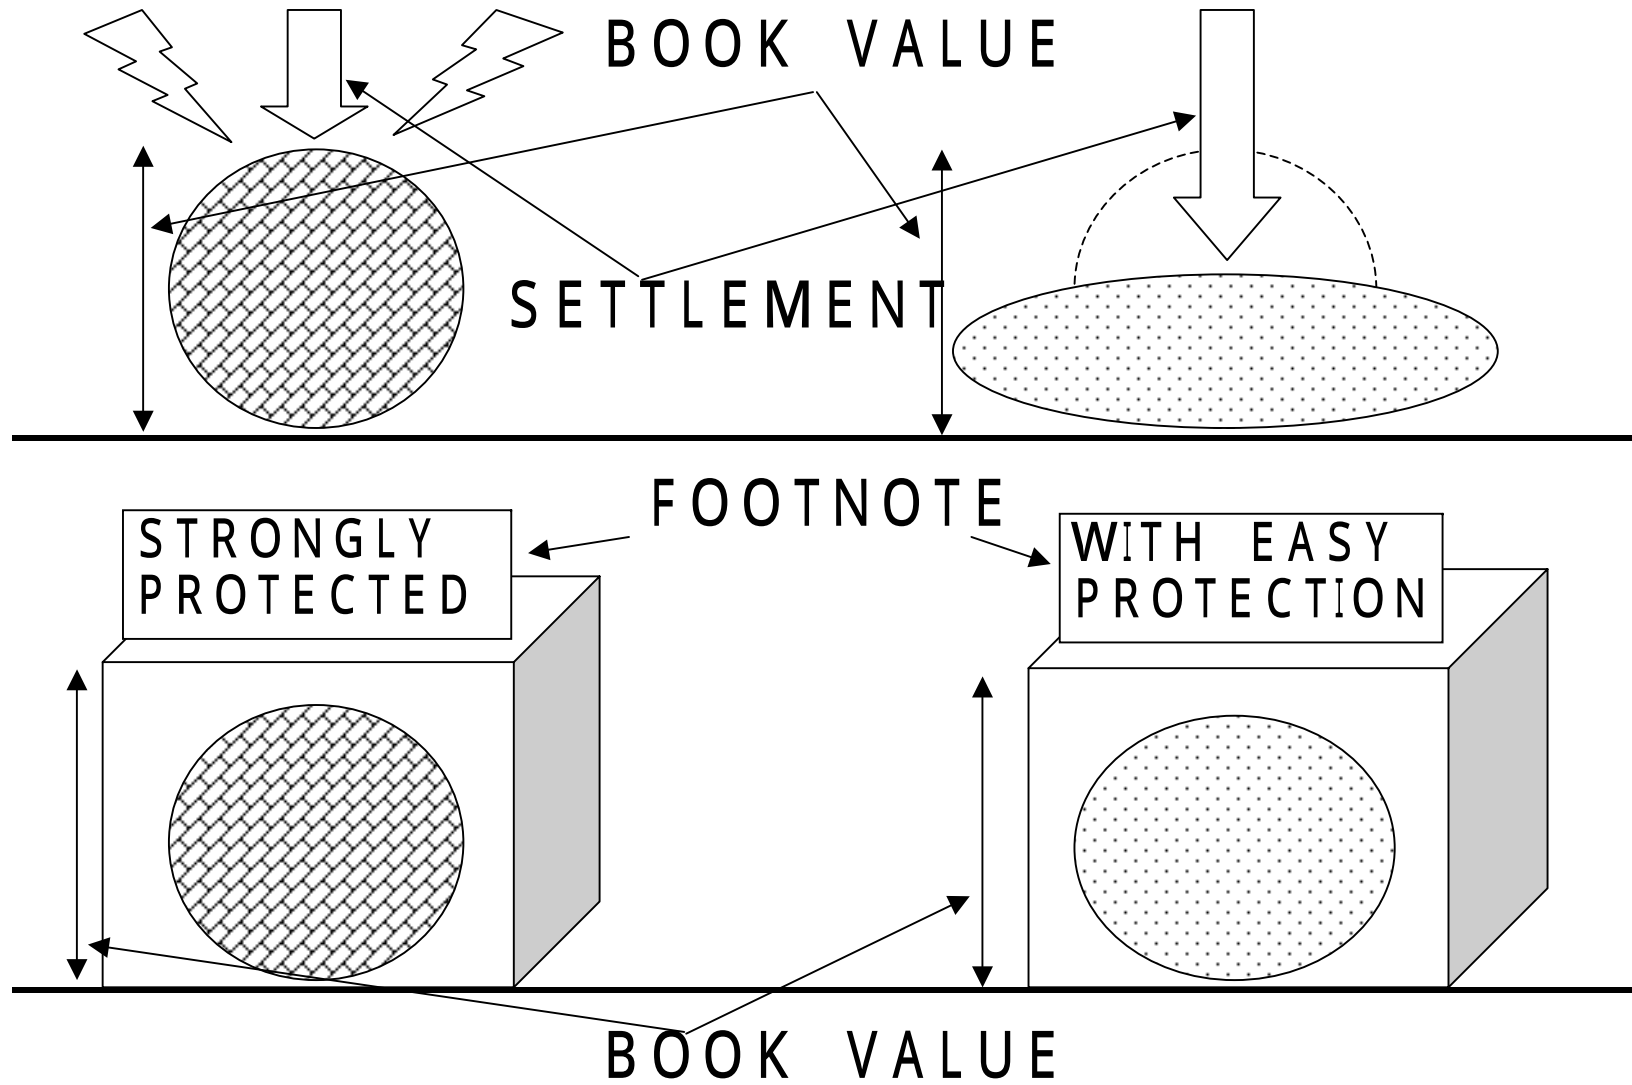 BOOK VALUE
SETTLEMENT
FOOTNOTE
STRONGLY
PROTECTED
WITH EASY
PROTECTION
BOOK VALUE